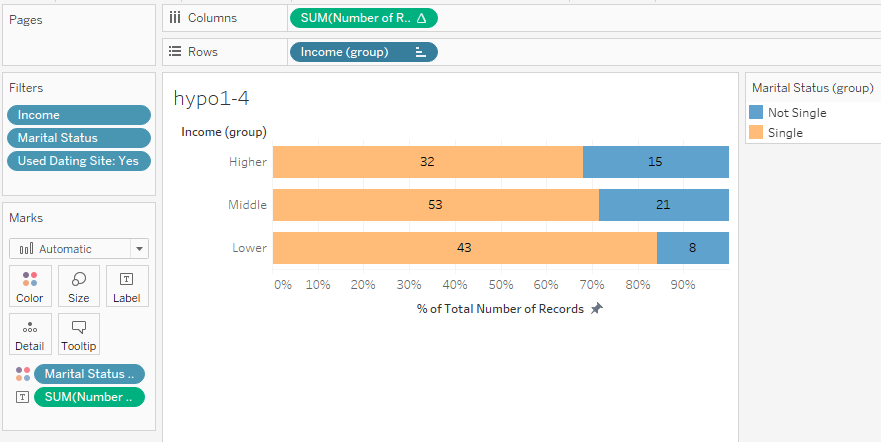 Pages
Columns
SUM(Number of R..
Rows
Income (group)
Filters
Income
Marital Status
Used Dating Site: Yes
Marks
Automatic
Color
Size
T
Label
Detail
Tooltip
Marital Status ..
T
SUM(Number ..
hypo1-4
Income (group)
Higher
32
15
Middle
53
21
Lower
43
8
0% 10% 20% 30% 40% 50% 60% 70% 80% 90%
% of Total Number of Records
Marital Status (group)
Not Single
Single